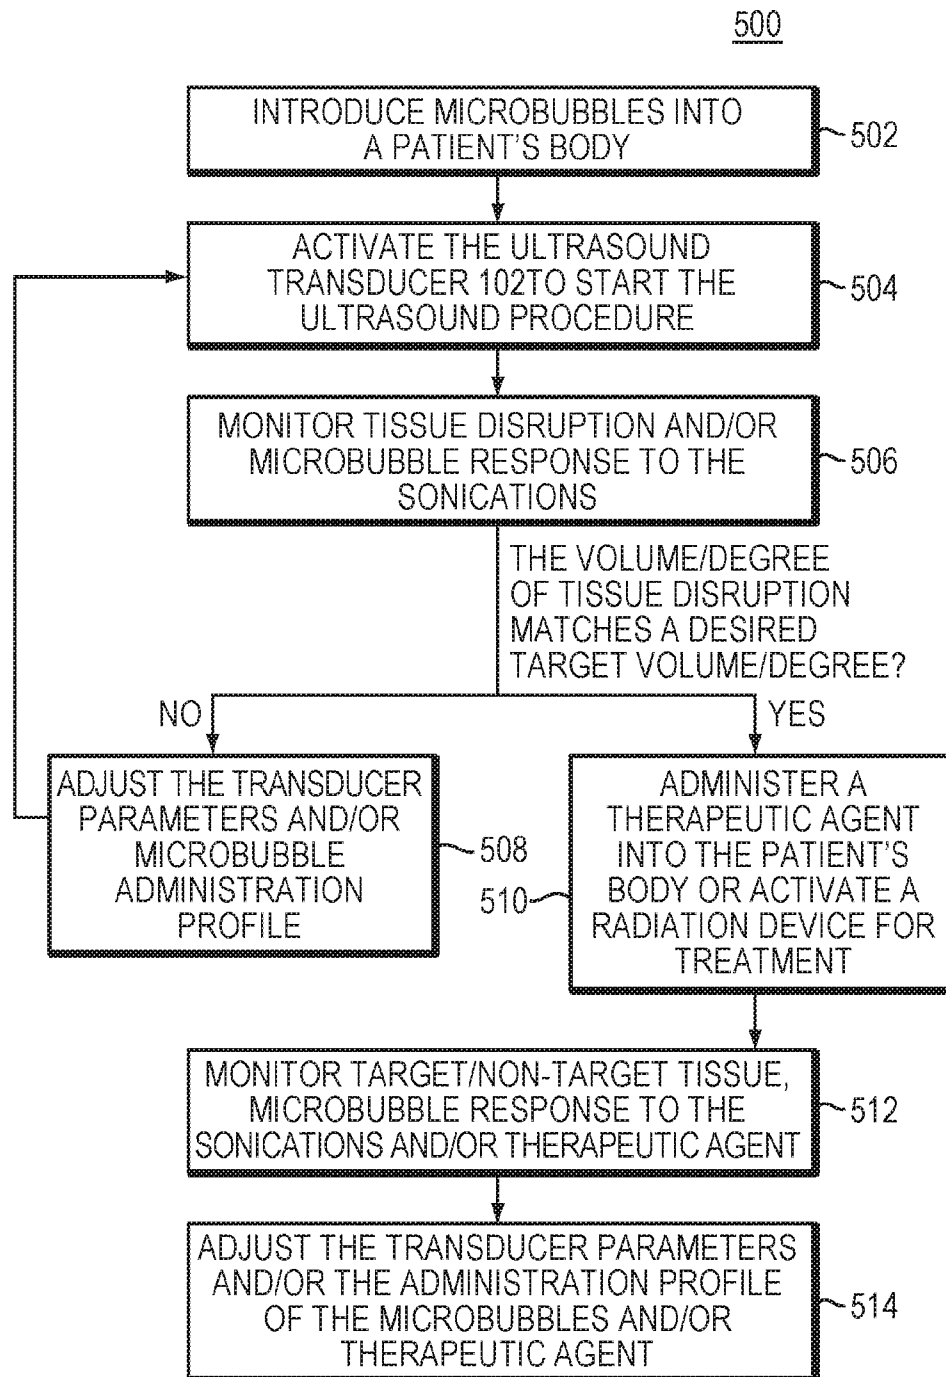 500
INTRODUCE MICROBUBBLES INTO
A PATIENT'S BODY
502
ACTIVATE THE ULTRASOUND
TRANSDUCER 102TO START THE
ULTRASOUND PROCEDURE
504
MONITOR TISSUE DISRUPTION AND/OR
MICROBUBBLE RESPONSE TO THE
SONICATIONS
506
THE VOLUME/DEGREE
OF TISSUE DISRUPTION
MATCHES A DESIRED
TARGET VOLUME/DEGREE?
NO
YES
ADJUST THE TRANSDUCER
PARAMETERS AND/OR
MICROBUBBLE
ADMINISTRATION
PROFILE
508
510
ADMINISTER A
THERAPEUTIC AGENT
INTO THE PATIENT'S
BODY OR ACTIVATE A
RADIATION DEVICE FOR
TREATMENT
MONITOR TARGET/NON-TARGET TISSUE,
MICROBUBBLE RESPONSE TO THE
SONICATIONS AND/OR THERAPEUTIC AGENT
512
ADJUST THE TRANSDUCER PARAMETERS
AND/OR THE ADMINISTRATION PROFILE
OF THE MICROBUBBLES AND/OR
THERAPEUTIC AGENT
514